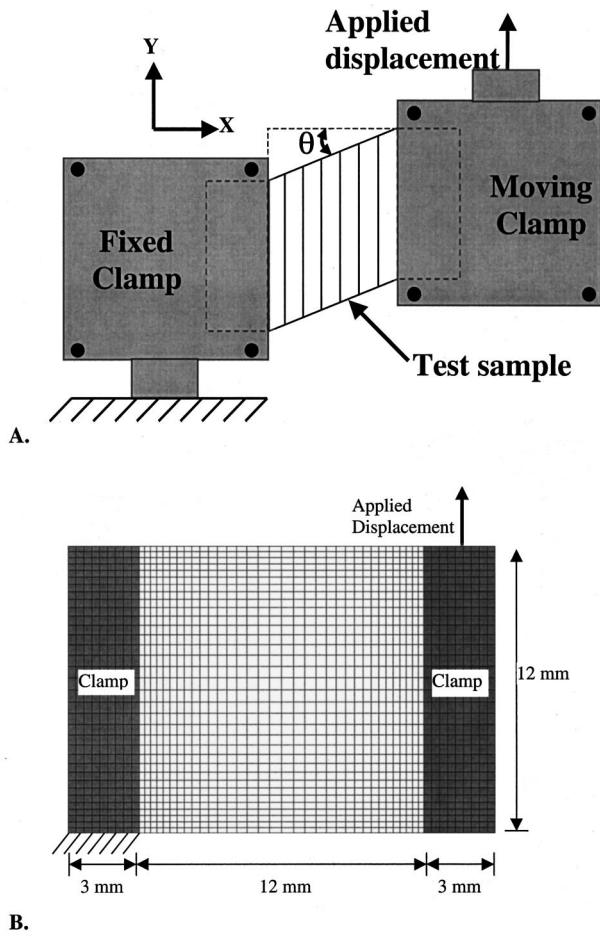 Applied
displacement
Y
X
θ
Fixed
Clamp
Moving
Clamp
Test sample
A.
Applied
Displacement
Clamp
Clamp
12 mm
3 mm
12 mm
3 mm
B.